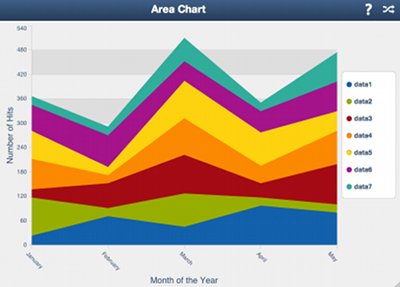 Area Chart
?
540
480
420
360
300
240
180
120
60
0
Number of Hits
January
February
March
April
May
Month of the Year
data1
data2
data3
data4
data5
data6
data7